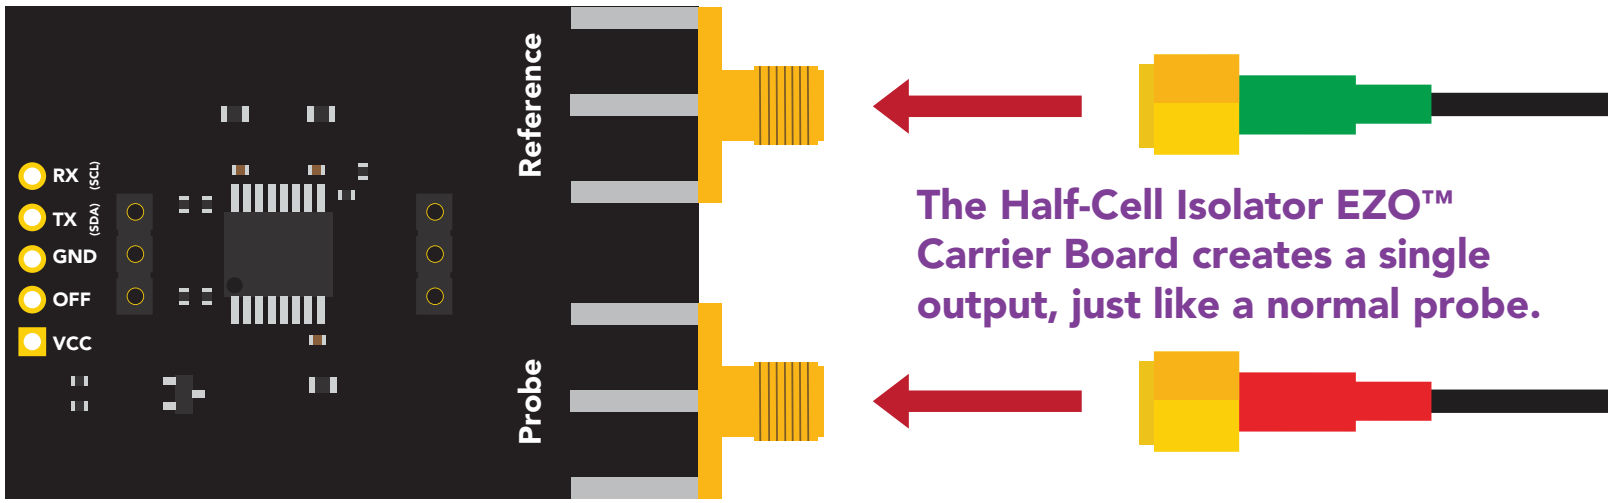 Reference
RX (SCL)
TX (SDA)
GND
OFF
VCC
Probe
The Half-Cell Isolator EZO™
Carrier Board creates a single
output, just like a normal probe.